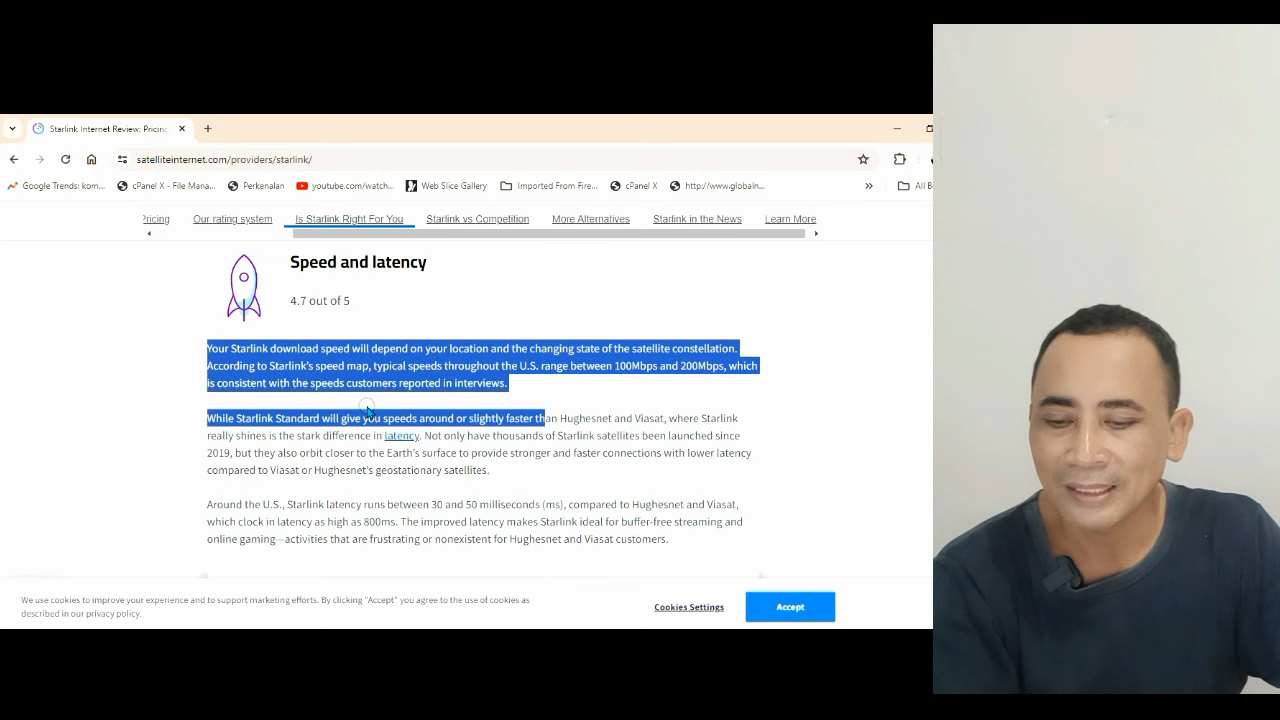 Starlink Internet Review: Pricing
satelliteinternet.com/providers/starlink/
Google Trends: kom...
cPanel X - File Mana...
Perkenalan
youtube.com/watch...
Web Slice Gallery
Imported From Fire...
cPanel X
http://www.globaln...
All B
Pricing
Our rating system
Is Starlink Right For You
Starlink vs Competition
More Alternatives
Starlink in the News
Learn More
Speed and latency
4.7 out of 5
Your Starlink download speed will depend on your location and the changing state of the satellite constellation.
According to Starlink's speed map, typical speeds throughout the U.S. range between 100Mbps and 200Mbps, which
is consistent with the speeds customers reported in interviews.
While Starlink Standard will give you speeds around or slightly faster than Hughesnet and Viasat, where Starlink
really shines is the stark difference in latency. Not only have thousands of Starlink satellites been launched since
2019, but they also orbit closer to the Earth's surface to provide stronger and faster connections with lower latency
compared to Viasat or Hughesnet's geostationary satellites.
Around the U.S., Starlink latency runs between 30 and 50 milliseconds (ms), compared to Hughesnet and Viasat,
which clock in latency as high as 800ms. The improved latency makes Starlink ideal for buffer-free streaming and
online gaming—activities that are frustrating or nonexistent for Hughesnet and Viasat customers.
We use cookies to improve your experience and to support marketing efforts. By clicking "Accept" you agree to the use of cookies as
described in our privacy policy.
Cookies Settings
Accept